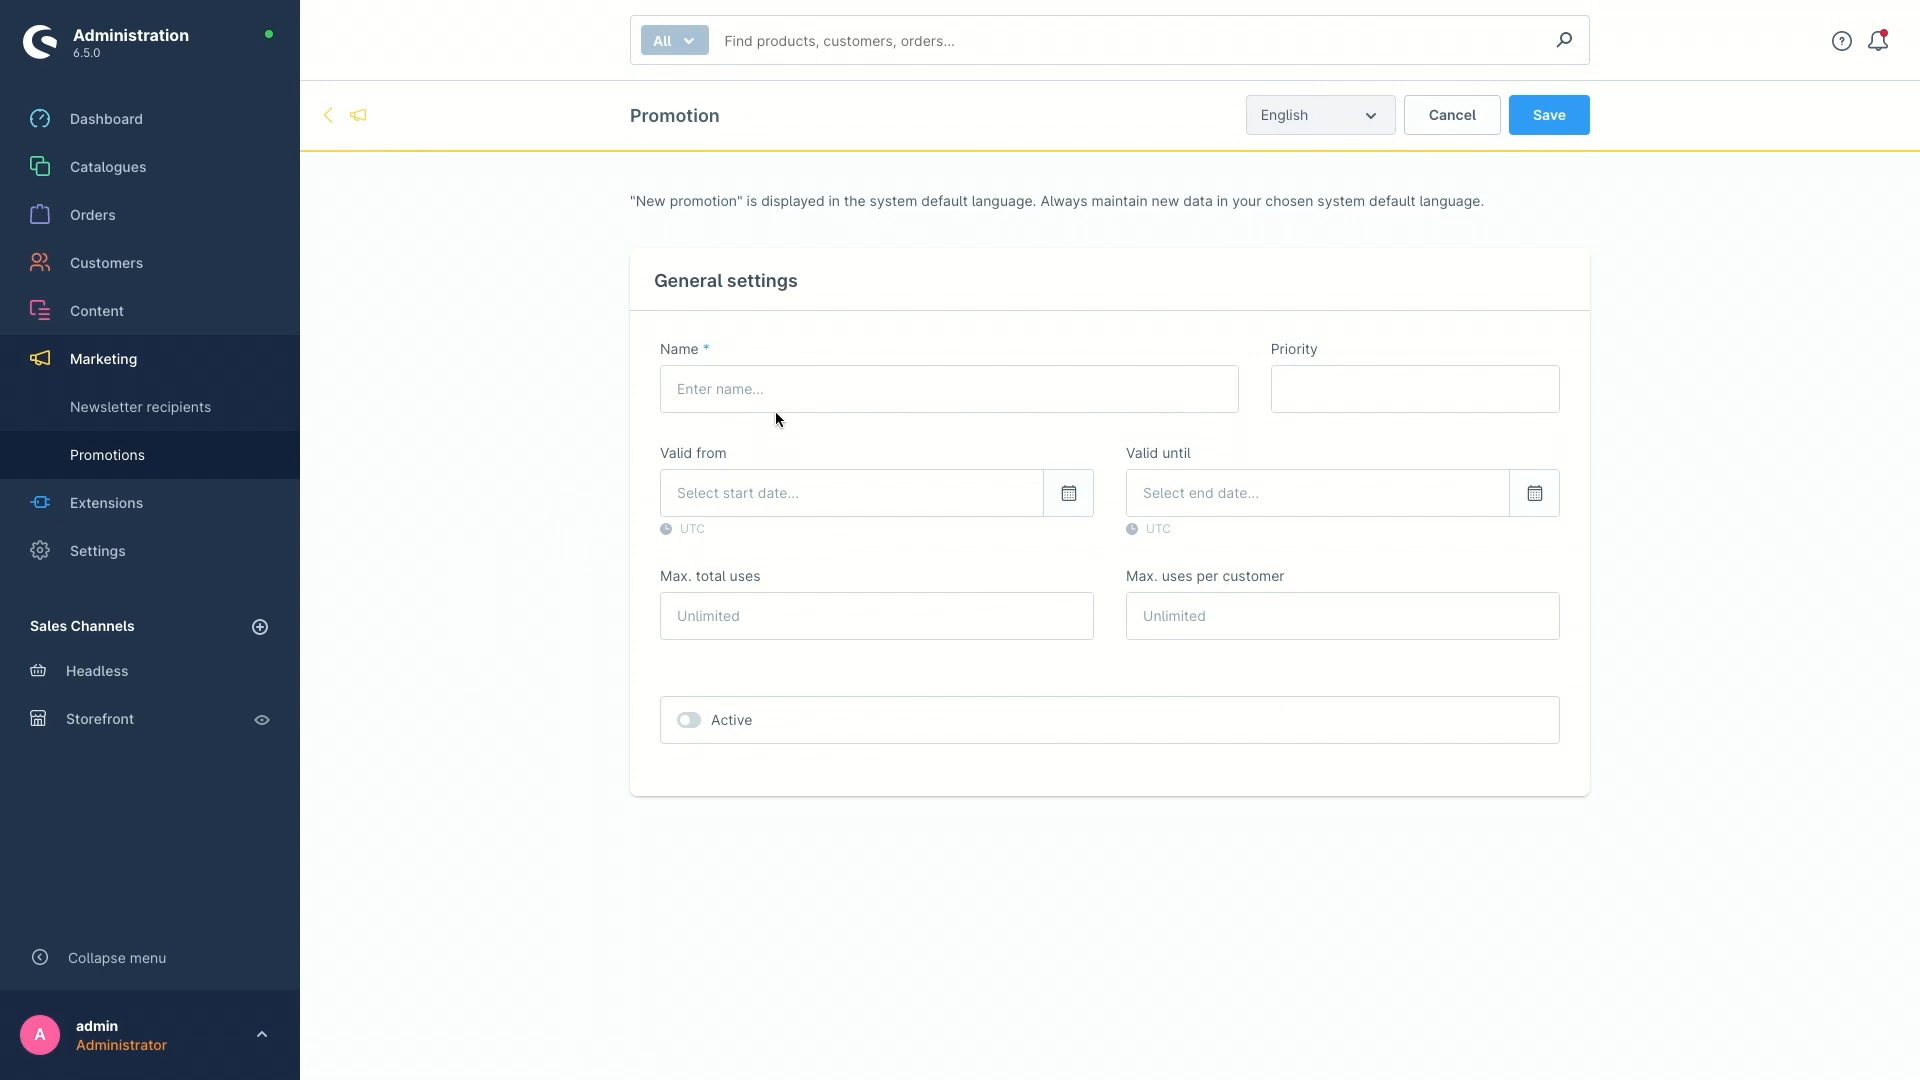 Administration
6.5.0
All
Find products, customers, orders...
Promotion
English
Cancel
Save
Dashboard
Catalogues
Orders
Customers
Content
Marketing
Newsletter recipients
Promotions
Extensions
Settings
Sales Channels
Headless
Storefront
Collapse menu
A
admin
Administrator
"New promotion" is displayed in the system default language. Always maintain new data in your chosen system default language.
General settings
Name *
Priority
Enter name...
Valid from
Valid until
Select start date...
Select end date...
UTC
UTC
Max. total uses
Max. uses per customer
Unlimited
Unlimited
Active